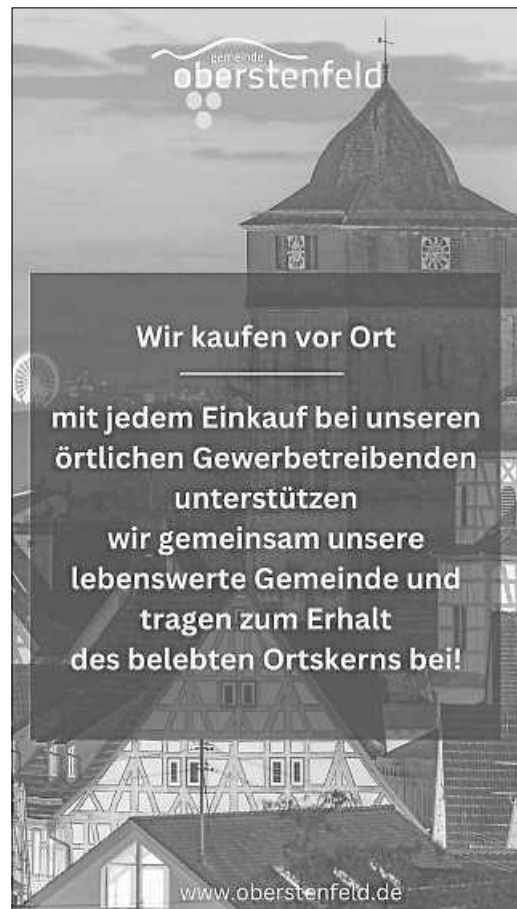 gemeinde
oberstenfeld
Wir kaufen vor Ort
mit jedem Einkauf bei unseren
örtlichen Gewerbetreibenden
unterstützen
wir gemeinsam unsere
lebenswerte Gemeinde und
tragen zum Erhalt
des belebten Ortskerns bei!
www.oberstenfeld.de